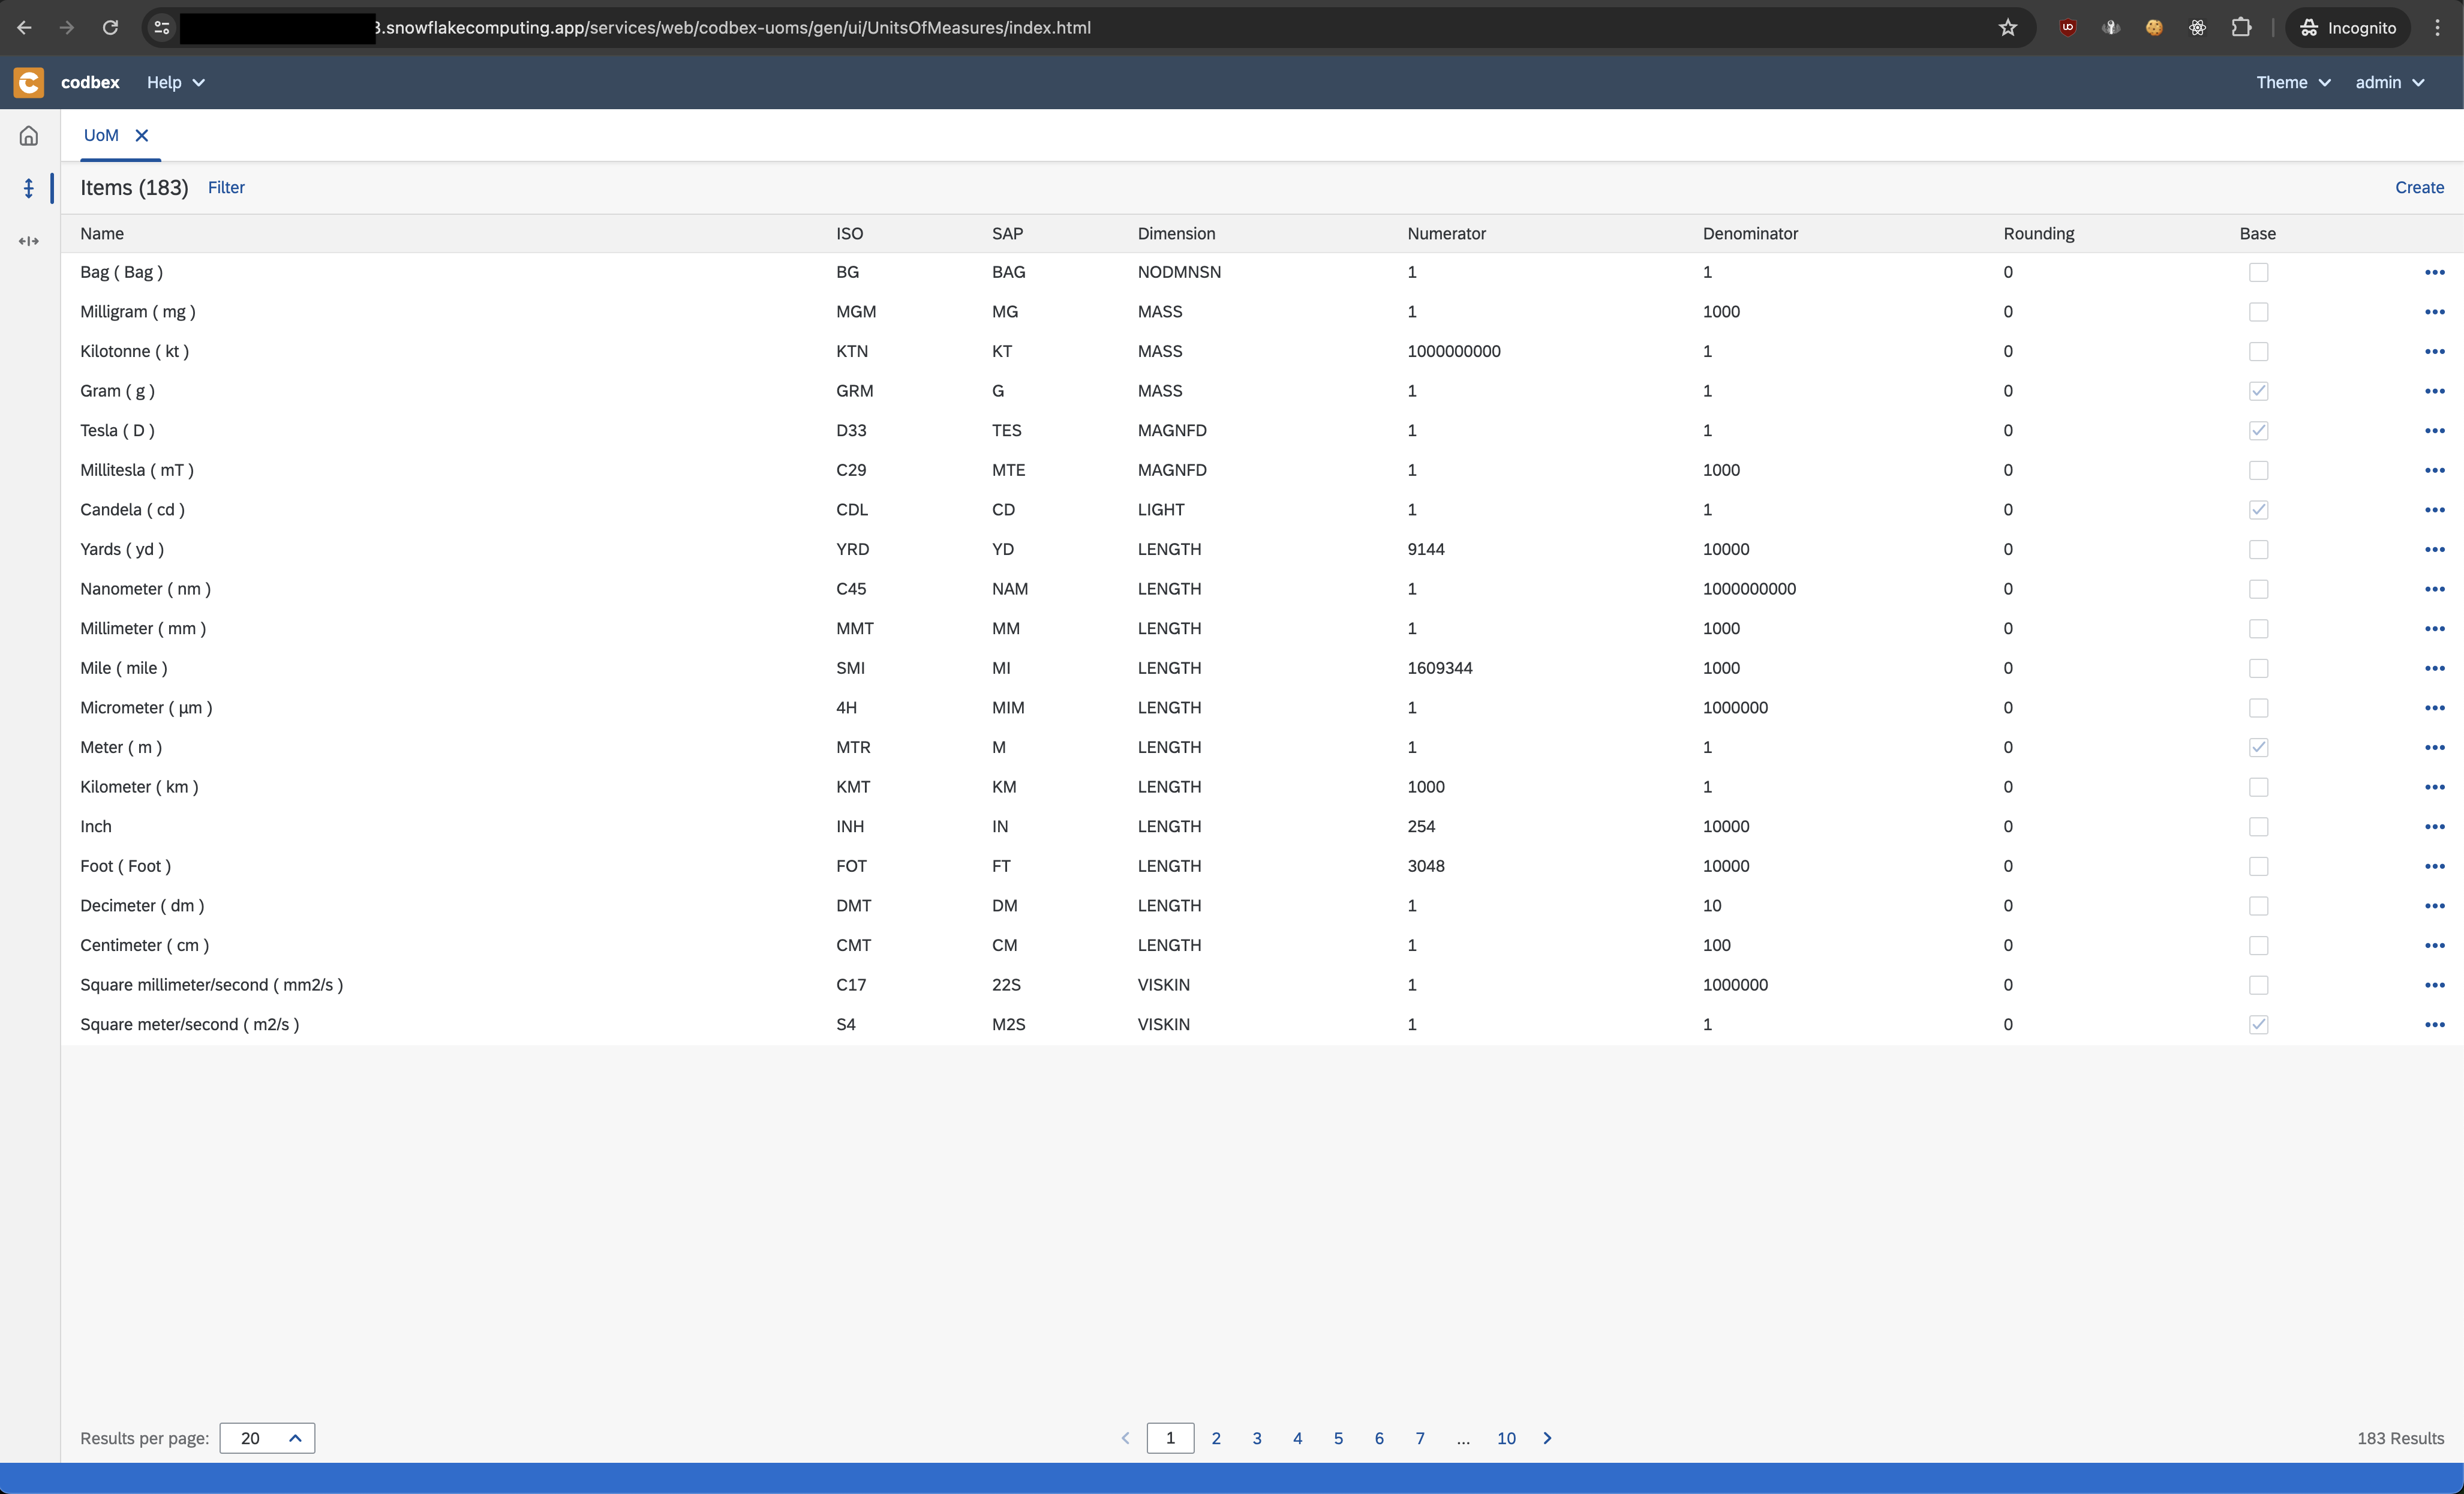 3.snowflakecomputing.app/services/web/codbex-uoms/gen/ui/UnitsOfMeasures/index.html Incognito
codbex Help Theme admin
UoM
Items (183) Filter Create
Name ISO SAP Dimension Numerator Denominator Rounding Base
Bag ( Bag ) BG BAG NODMNSN 1 1 0
Milligram ( mg ) MGM MG MASS 1 1000 0
Kilotonne ( kt ) KTN KT MASS 1000000000 1 0
Gram ( g ) GRM G MASS 1 1 0
Tesla ( D ) D33 TES MAGNFD 1 1 0
Millitesla ( mT ) C29 MTE MAGNFD 1 1000 0
Candela ( cd ) CDL CD LIGHT 1 1 0
Yards ( yd ) YRD YD LENGTH 9144 10000 0
Nanometer ( nm ) C45 NAM LENGTH 1 1000000000 0
Millimeter ( mm ) MMT MM LENGTH 1 1000 0
Mile ( mile ) SMI MI LENGTH 1609344 1000 0
Micrometer ( µm ) 4H MIM LENGTH 1 1000000 0
Meter ( m ) MTR M LENGTH 1 1 0
Kilometer ( km ) KMT KM LENGTH 1000 1 0
Inch INH IN LENGTH 254 10000 0
Foot ( Foot ) FOT FT LENGTH 3048 10000 0
Decimeter ( dm ) DMT DM LENGTH 1 10 0
Centimeter ( cm ) CMT CM LENGTH 1 100 0
Square millimeter/second ( mm2/s ) C17 22S VISKIN 1 1000000 0
Square meter/second ( m2/s ) S4 M2S VISKIN 1 1 0
Results per page: 20 1 2 3 4 5 6 7 ... 10 183 Results